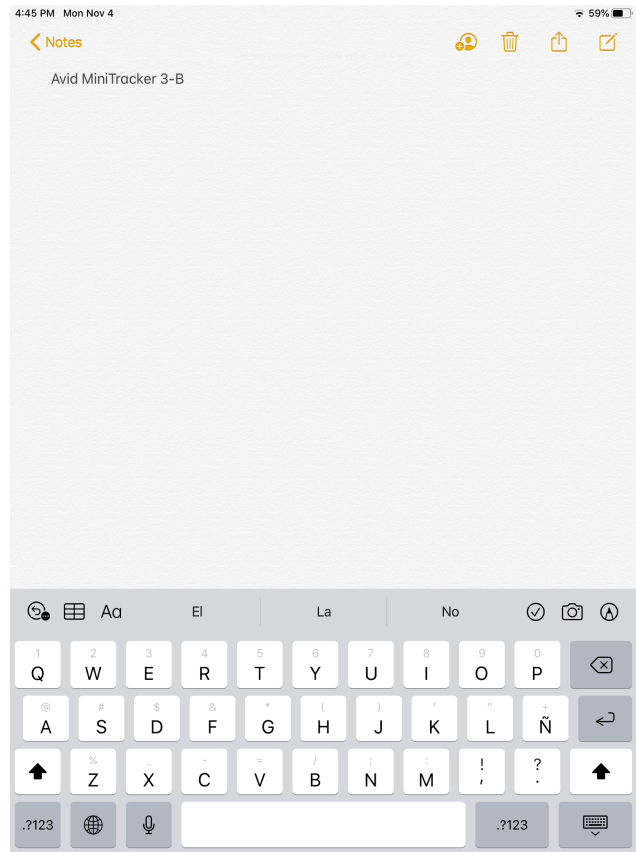 4:45 PM Mon Nov 4 59%
Notes
Avid MiniTracker 3-B
Aa El La No
1 2 3 4 5 6 7 8 9 0
Q W E R T Y U I O P
@ # $ & * ( ) ' " +
A S D F G H J K L Ñ
% _ - = / ; : ! ?
Z X C V B N M , .
.?123 .?123